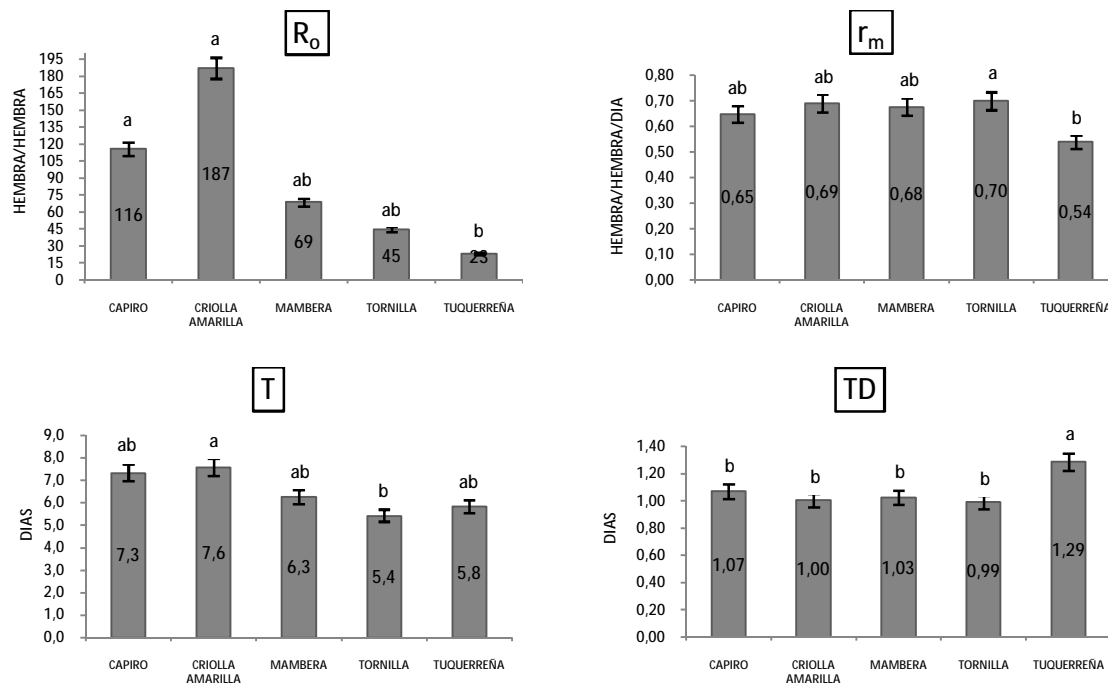 R₀
HEMBRA/HEMBRA
195
180
165
150
135
120
105
90
75
60
45
30
15
0
a
a
ab
ab
b
116
187
69
45
23
CAPIRO
CRIOLLA
AMARILLA
MAMBERA
TORNILLA
TUQUERREÑA
rₘ
HEMBRA/HEMBRA/DIA
0,80
0,70
0,60
0,50
0,40
0,30
0,20
0,10
0,00
ab
ab
ab
a
b
0,65
0,69
0,68
0,70
0,54
CAPIRO
CRIOLLA
AMARILLA
MAMBERA
TORNILLA
TUQUERREÑA
T
DIAS
9,0
8,0
7,0
6,0
5,0
4,0
3,0
2,0
1,0
0,0
ab
a
ab
b
ab
7,3
7,6
6,3
5,4
5,8
CAPIRO
CRIOLLA
AMARILLA
MAMBERA
TORNILLA
TUQUERREÑA
TD
DIAS
1,40
1,20
1,00
0,80
0,60
0,40
0,20
0,00
b
b
b
b
a
1,07
1,00
1,03
0,99
1,29
CAPIRO
CRIOLLA
AMARILLA
MAMBERA
TORNILLA
TUQUERREÑA